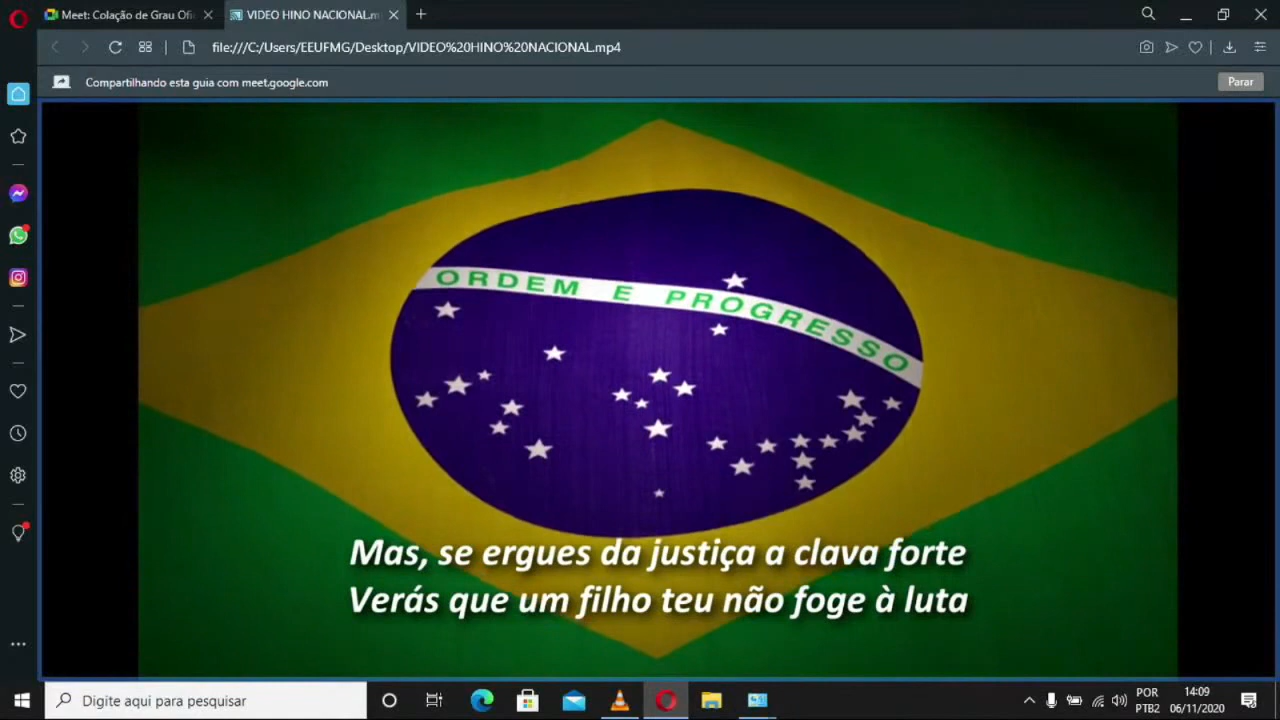 Meet: Colação de Grau Ofi
VIDEO HINO NACIONAL.m
file:///C:/Users/EEUFMG/Desktop/VIDEO%20HINO%20NACIONAL.mp4
Compartilhando esta guia com meet.google.com
Parar
ORDEM E PROGRESSO
Mas, se ergues da justiça a clava forte
Verás que um filho teu não foge à luta
Digite aqui para pesquisar
POR
PTB2
14:09
06/11/2020